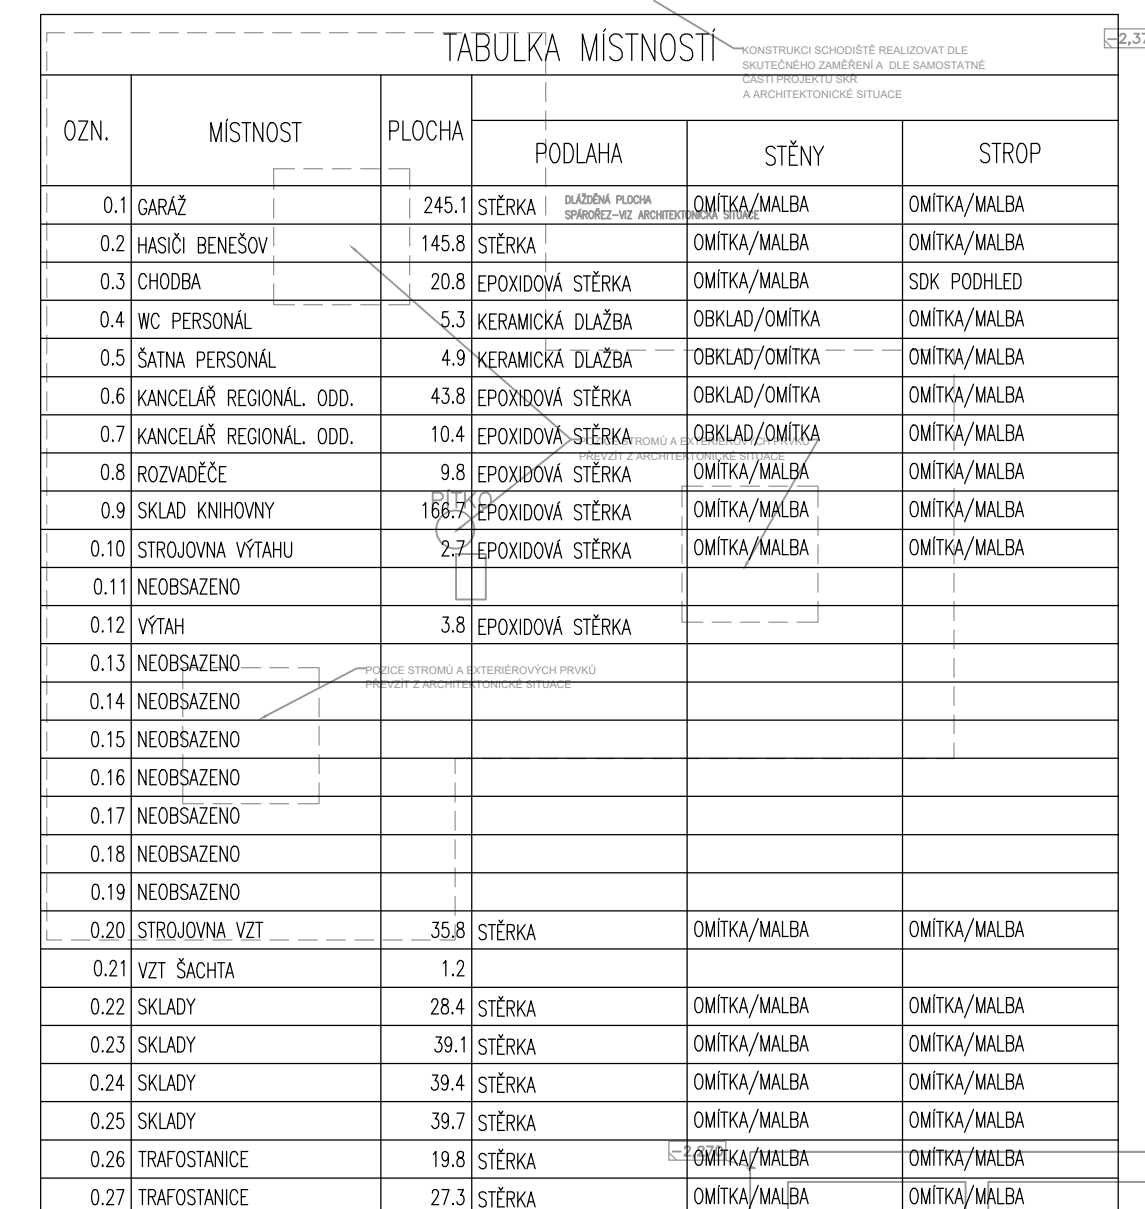 TABULKA MÍSTNOSTÍ
KONSTRUKCI SCHODIŠTĚ REALIZOVAT DLE
SKUTEČNÉHO ZAMĚŘENÍ A DLE SAMOSTATNÉ
ČÁSTI PROJEKTU SKŘ
A ARCHITEKTONICKÉ SITUACE
OZN. MÍSTNOST PLOCHA PODLAHA STĚNY STROP
0.1 GARÁŽ 245.1 STĚRKA OMÍTKA/MALBA OMÍTKA/MALBA
DLÁŽDĚNÁ PLOCHA
SPÁROŘEZ-VIZ ARCHITEKTONICKÁ SITUACE
0.2 HASIČI BENEŠOV 145.8 STĚRKA OMÍTKA/MALBA OMÍTKA/MALBA
0.3 CHODBA 20.8 EPOXIDOVÁ STĚRKA OMÍTKA/MALBA SDK PODHLED
0.4 WC PERSONÁL 5.3 KERAMICKÁ DLAŽBA OBKLAD/OMÍTKA OMÍTKA/MALBA
0.5 ŠATNA PERSONÁL 4.9 KERAMICKÁ DLAŽBA OBKLAD/OMÍTKA OMÍTKA/MALBA
0.6 KANCELÁŘ REGIONÁL. ODD. 43.8 EPOXIDOVÁ STĚRKA OBKLAD/OMÍTKA OMÍTKA/MALBA
0.7 KANCELÁŘ REGIONÁL. ODD. 10.4 EPOXIDOVÁ STĚRKA OBKLAD/OMÍTKA OMÍTKA/MALBA
POZICE STROMŮ A EXTERIÉROVÝCH PRVKŮ
PŘEVZÍT Z ARCHITEKTONICKÉ SITUACE
0.8 ROZVADĚČE 9.8 EPOXIDOVÁ STĚRKA OMÍTKA/MALBA OMÍTKA/MALBA
PÍTKO
0.9 SKLAD KNIHOVNY 166.7 EPOXIDOVÁ STĚRKA OMÍTKA/MALBA OMÍTKA/MALBA
0.10 STROJOVNA VÝTAHU 2.7 EPOXIDOVÁ STĚRKA OMÍTKA/MALBA OMÍTKA/MALBA
0.11 NEOBSAZENO
0.12 VÝTAH 3.8 EPOXIDOVÁ STĚRKA
0.13 NEOBSAZENO
POZICE STROMŮ A EXTERIÉROVÝCH PRVKŮ
PŘEVZÍT Z ARCHITEKTONICKÉ SITUACE
0.14 NEOBSAZENO
0.15 NEOBSAZENO
0.16 NEOBSAZENO
0.17 NEOBSAZENO
0.18 NEOBSAZENO
0.19 NEOBSAZENO
0.20 STROJOVNA VZT 35.8 STĚRKA OMÍTKA/MALBA OMÍTKA/MALBA
0.21 VZT ŠACHTA 1.2
0.22 SKLADY 28.4 STĚRKA OMÍTKA/MALBA OMÍTKA/MALBA
0.23 SKLADY 39.1 STĚRKA OMÍTKA/MALBA OMÍTKA/MALBA
0.24 SKLADY 39.4 STĚRKA OMÍTKA/MALBA OMÍTKA/MALBA
0.25 SKLADY 39.7 STĚRKA OMÍTKA/MALBA OMÍTKA/MALBA
0.26 TRAFOSTANICE 19.8 STĚRKA OMÍTKA/MALBA OMÍTKA/MALBA
0.27 TRAFOSTANICE 27.3 STĚRKA OMÍTKA/MALBA OMÍTKA/MALBA